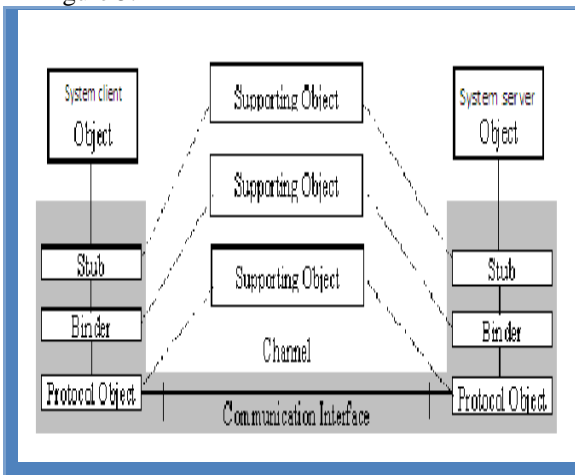 System client
Object
Supporting Object
System server
Object
Supporting Object
Stub
Supporting Object
Stub
Binder
Channel
Binder
Protocol Object
Communication Interface
Protocol Object